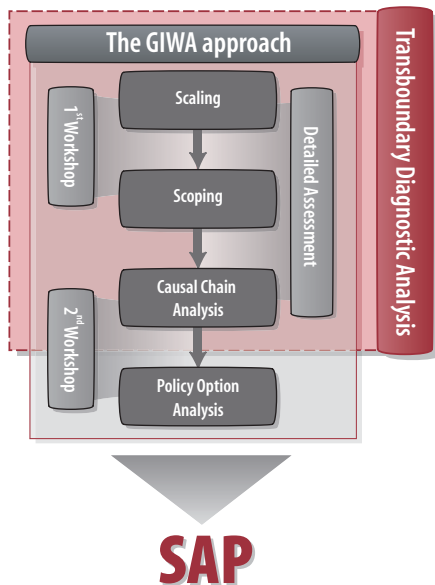 The GIWA approach
Transboundary Diagnostic Analysis
Scaling
1st Workshop
Detailed Assessment
Scoping
Causal Chain
Analysis
2nd Workshop
Policy Option
Analysis
SAP